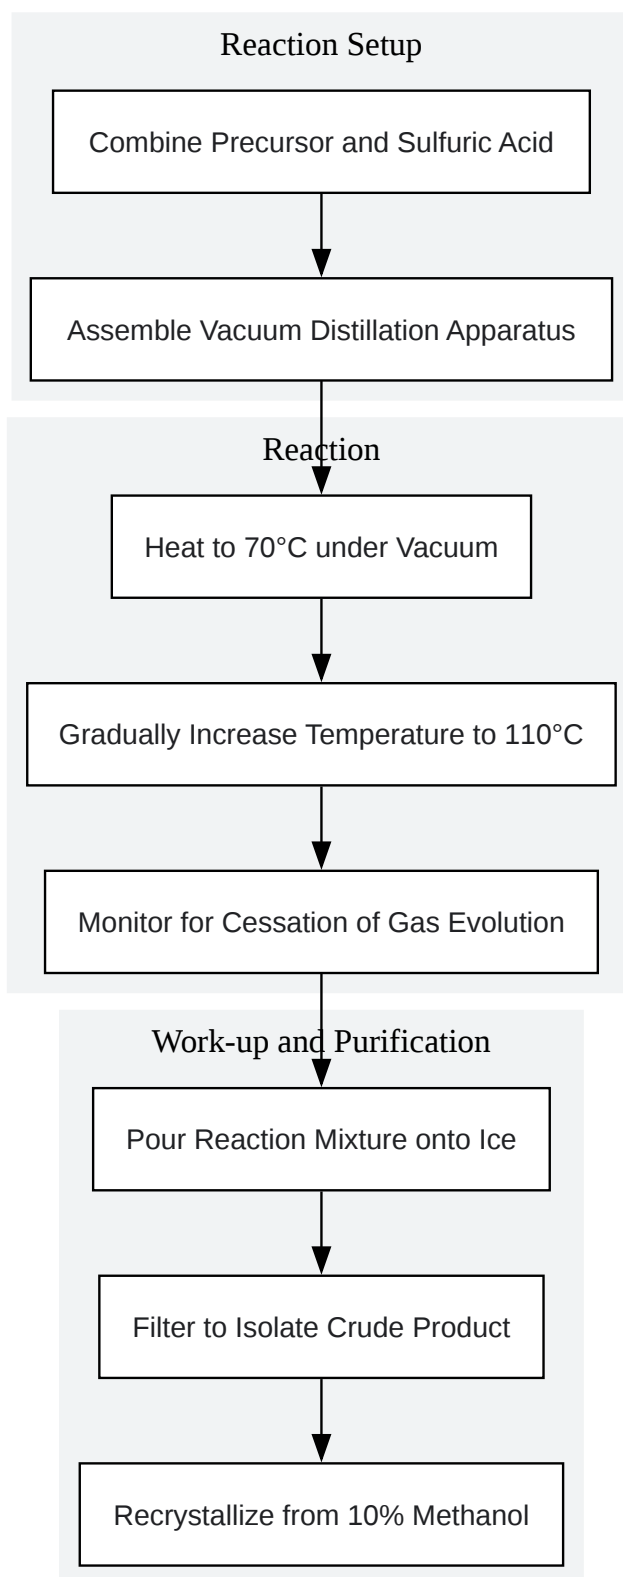 Reaction Setup
Combine Precursor and Sulfuric Acid
Assemble Vacuum Distillation Apparatus
Reaction
Heat to 70°C under Vacuum
Gradually Increase Temperature to 110°C
Monitor for Cessation of Gas Evolution
Work-up and Purification
Pour Reaction Mixture onto Ice
Filter to Isolate Crude Product
Recrystallize from 10% Methanol